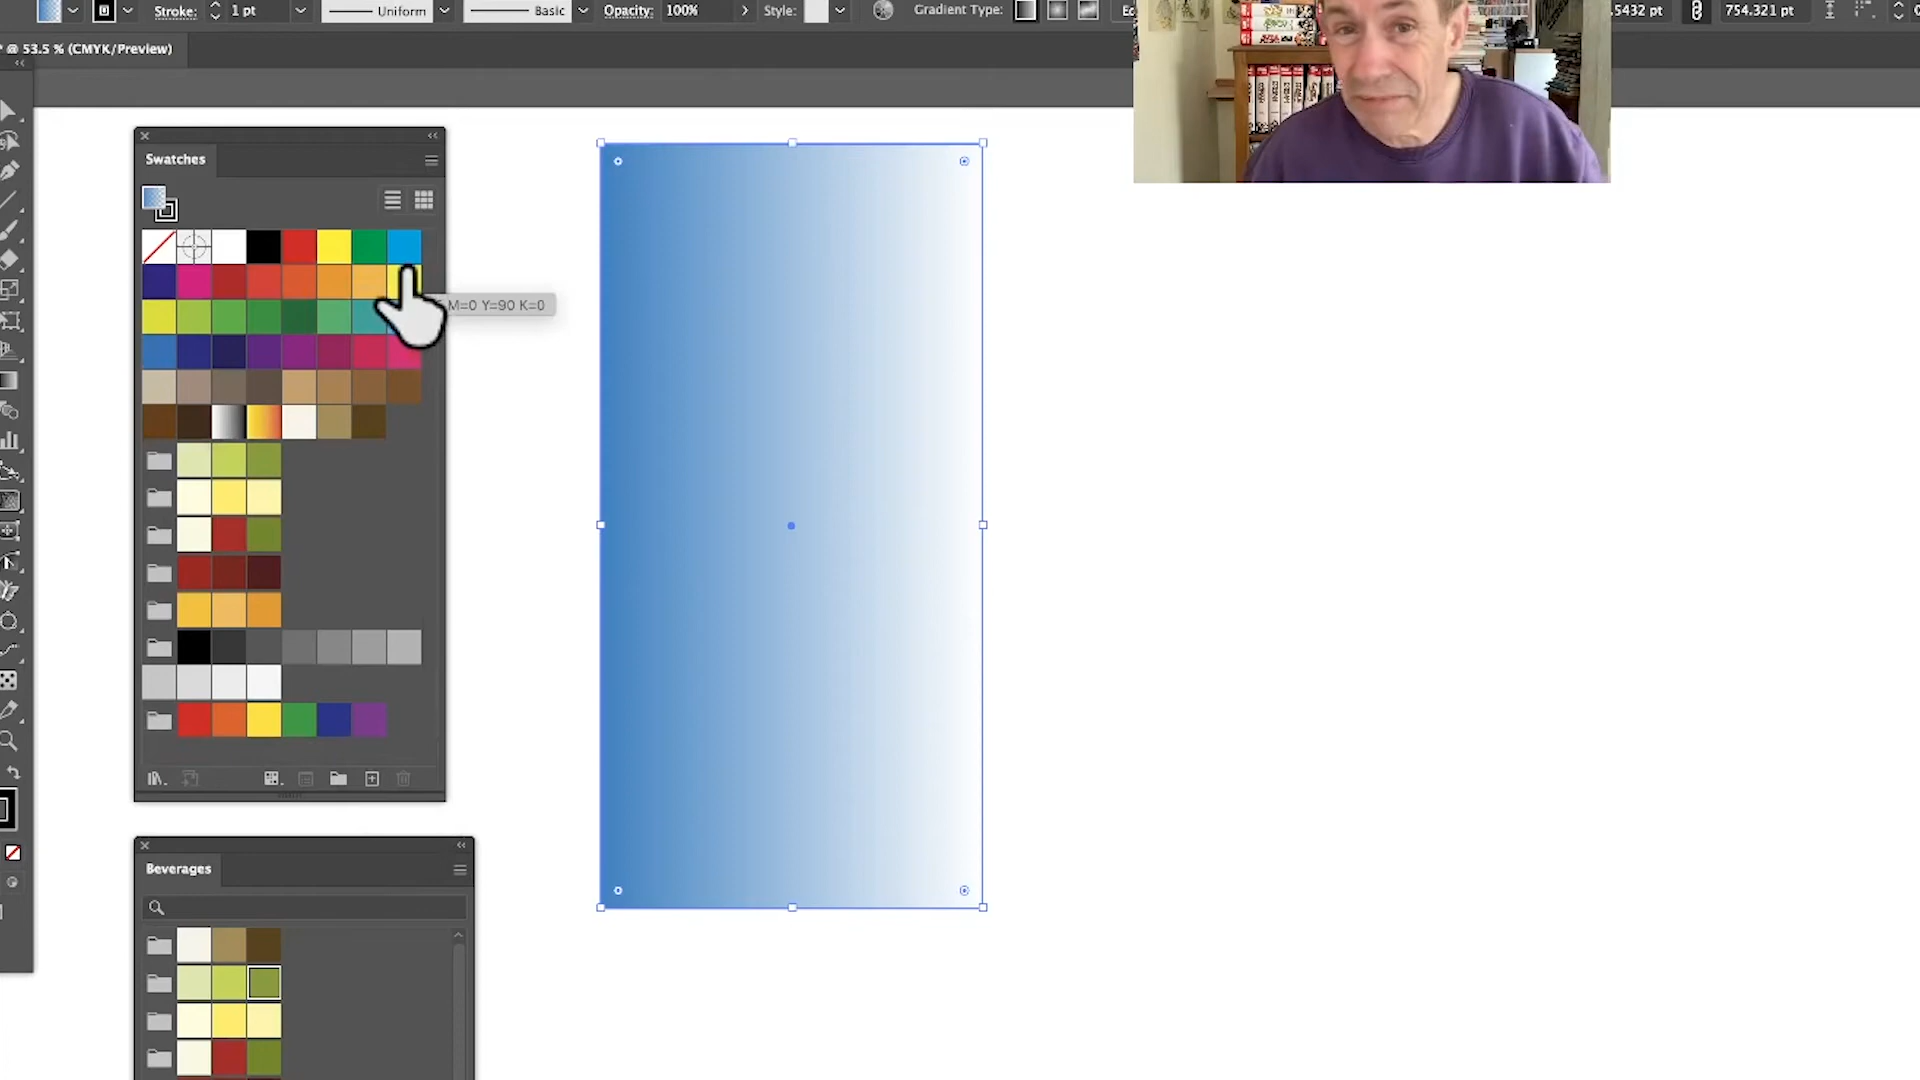 Stroke: 1 pt Uniform Basic Opacity: 100% Style: Gradient Type: .5432 pt 754.321 pt
@ 53.5 % (CMYK/Preview)
Swatches
M=0 Y=90 K=0
Beverages